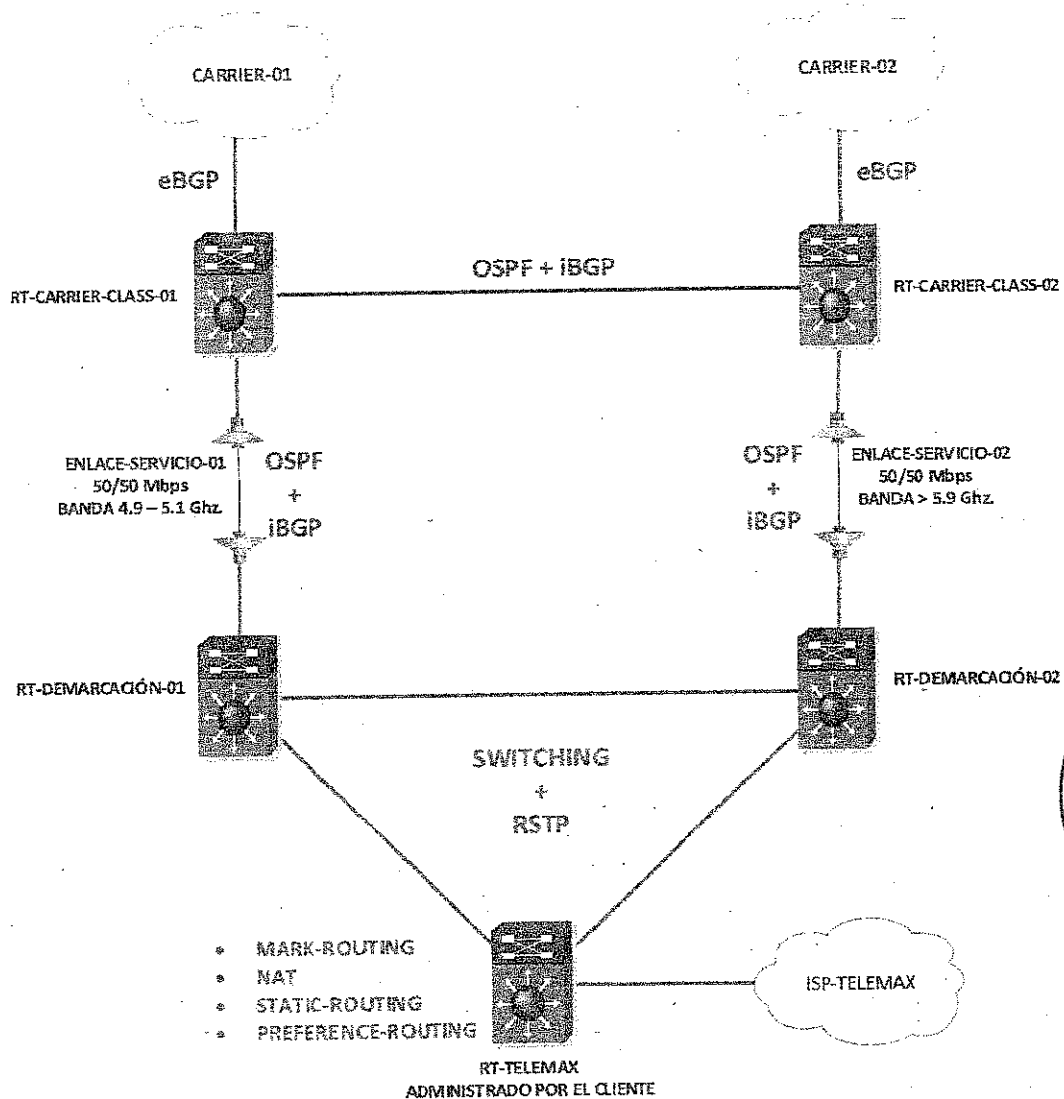 CARRIER-01
CARRIER-02
eBGP
eBGP
OSPF + iBGP
RT-CARRIER-CLASS-01
RT-CARRIER-CLASS-02
ENLACE-SERVICIO-01
50/50 Mbps
BANDA 4.9 – 5.1 Ghz.
OSPF
+
iBGP
OSPF
+
iBGP
ENLACE-SERVICIO-02
50/50 Mbps
BANDA > 5.9 Ghz.
RT-DEMARCACIÓN-01
RT-DEMARCACIÓN-02
SWITCHING
+
RSTP
• MARK-ROUTING
• NAT
• STATIC-ROUTING
• PREFERENCE-ROUTING
ISP-TELEMAX
RT-TELEMAX
ADMINISTRADO POR EL CLIENTE